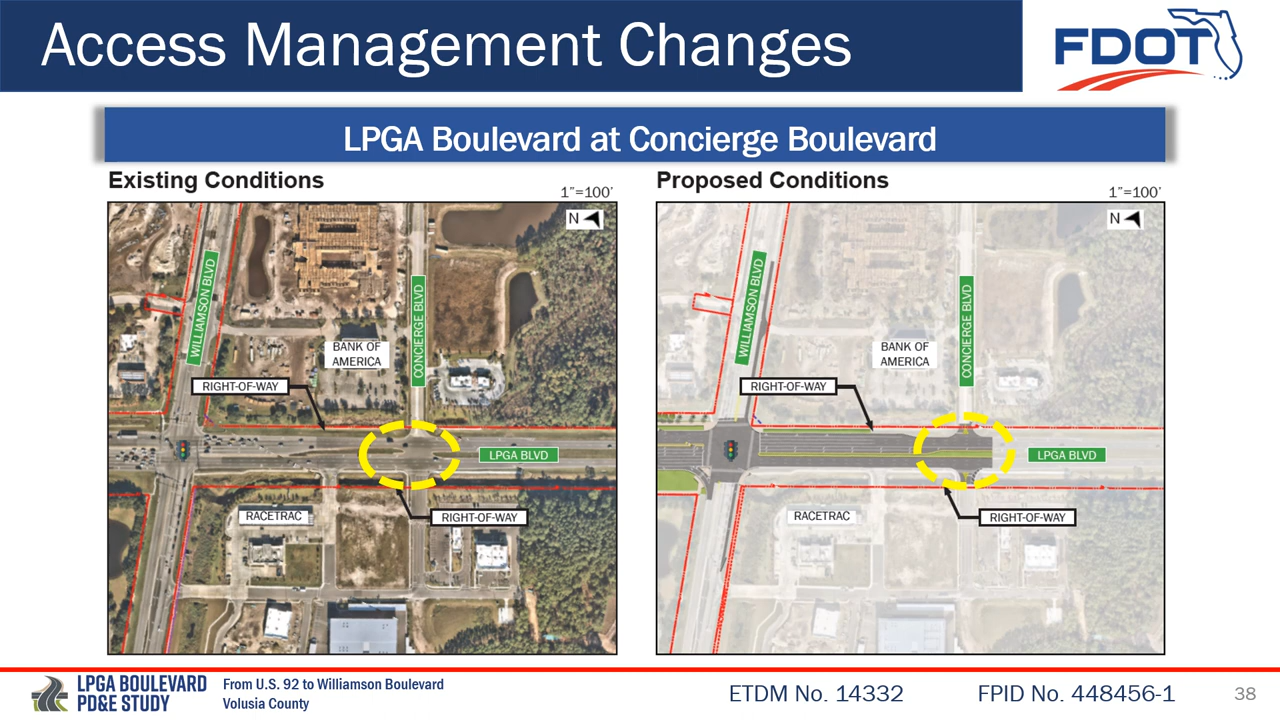 Access Management Changes
FDOT
LPGA Boulevard at Concierge Boulevard
Existing Conditions
1"=100'
N
WILLIAMSON BLVD
CONCIERGE BLVD
BANK OF
AMERICA
RIGHT-OF-WAY
LPGA BLVD
RACETRAC
RIGHT-OF-WAY
Proposed Conditions
1"=100'
N
WILLIAMSON BLVD
CONCIERGE BLVD
BANK OF
AMERICA
RIGHT-OF-WAY
LPGA BLVD
RACETRAC
RIGHT-OF-WAY
LPGA BOULEVARD
PD&E STUDY
From U.S. 92 to Williamson Boulevard
Volusia County
ETDM No. 14332
FPID No. 448456-1
38